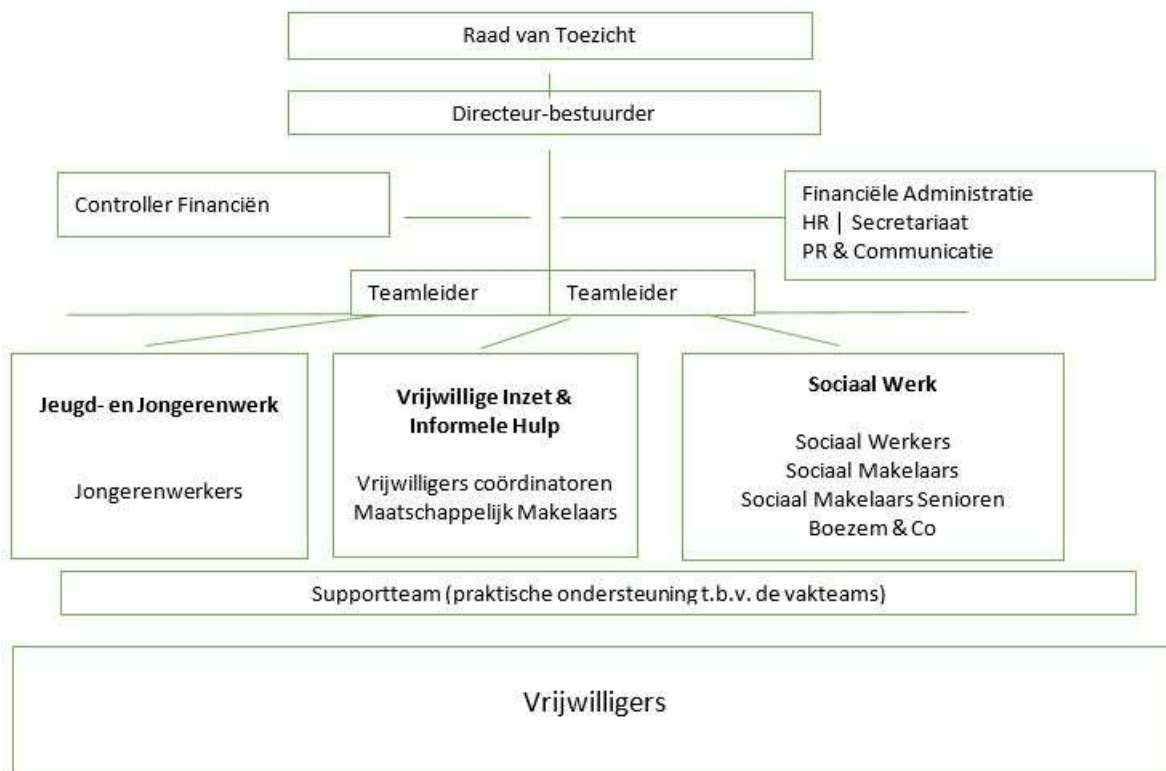 Raad van Toezicht
Directeur-bestuurder
Controller Financiën
Financiële Administratie
HR | Secretariaat
PR & Communicatie
Teamleider
Teamleider
Jeugd- en Jongerenwerk
Jongerenwerkers
Vrijwillige Inzet &
Informele Hulp
Vrijwilligers coördinatoren
Maatschappelijk Makelaars
Sociaal Werk
Sociaal Werkers
Sociaal Makelaars
Sociaal Makelaars Senioren
Boezem & Co
Supportteam (praktische ondersteuning t.b.v. de vakteams)
Vrijwilligers